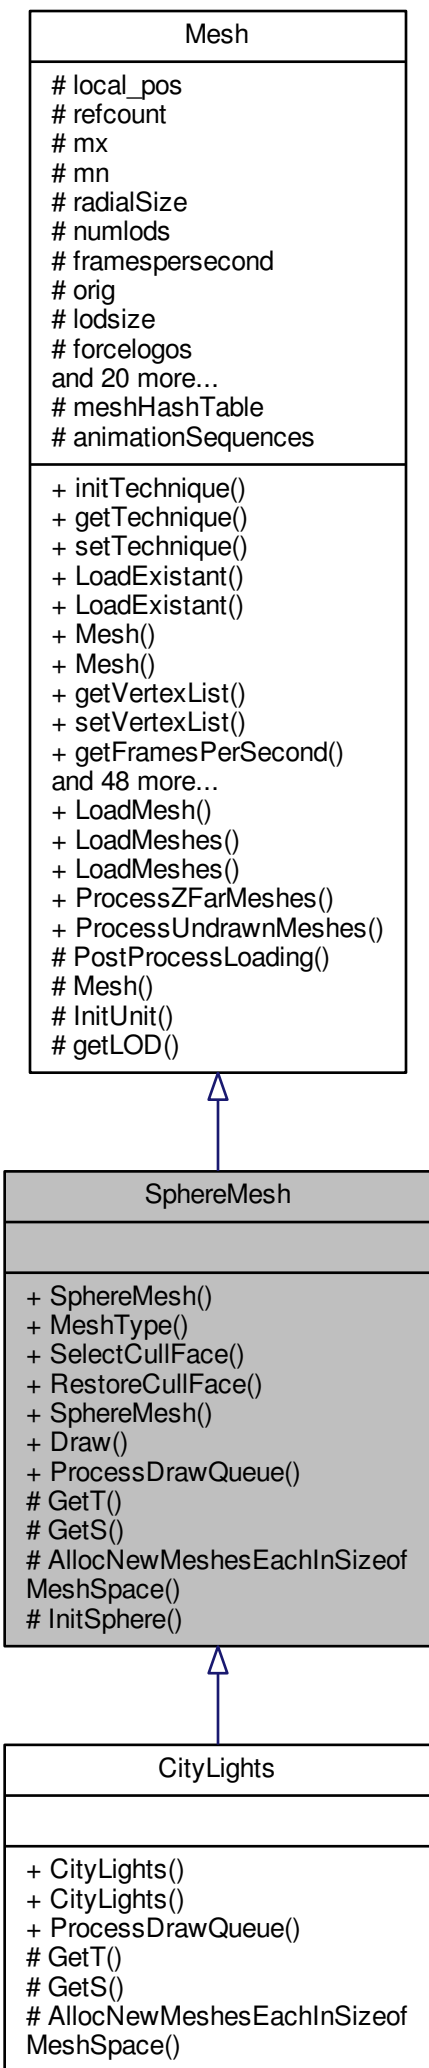 Mesh
# local_pos
# refcount
# mx
# mn
# radialSize
# numlods
# framespersecond
# orig
# lodsize
# forcelogos
and 20 more...
# meshHashTable
# animationSequences
+ initTechnique()
+ getTechnique()
+ setTechnique()
+ LoadExistant()
+ LoadExistant()
+ Mesh()
+ Mesh()
+ getVertexList()
+ setVertexList()
+ getFramesPerSecond()
and 48 more...
+ LoadMesh()
+ LoadMeshes()
+ LoadMeshes()
+ ProcessZFarMeshes()
+ ProcessUndrawnMeshes()
# PostProcessLoading()
# Mesh()
# InitUnit()
# getLOD()
SphereMesh
+ SphereMesh()
+ MeshType()
+ SelectCullFace()
+ RestoreCullFace()
+ SphereMesh()
+ Draw()
+ ProcessDrawQueue()
# GetT()
# GetS()
# AllocNewMeshesEachInSizeof
MeshSpace()
# InitSphere()
CityLights
+ CityLights()
+ CityLights()
+ ProcessDrawQueue()
# GetT()
# GetS()
# AllocNewMeshesEachInSizeof
MeshSpace()